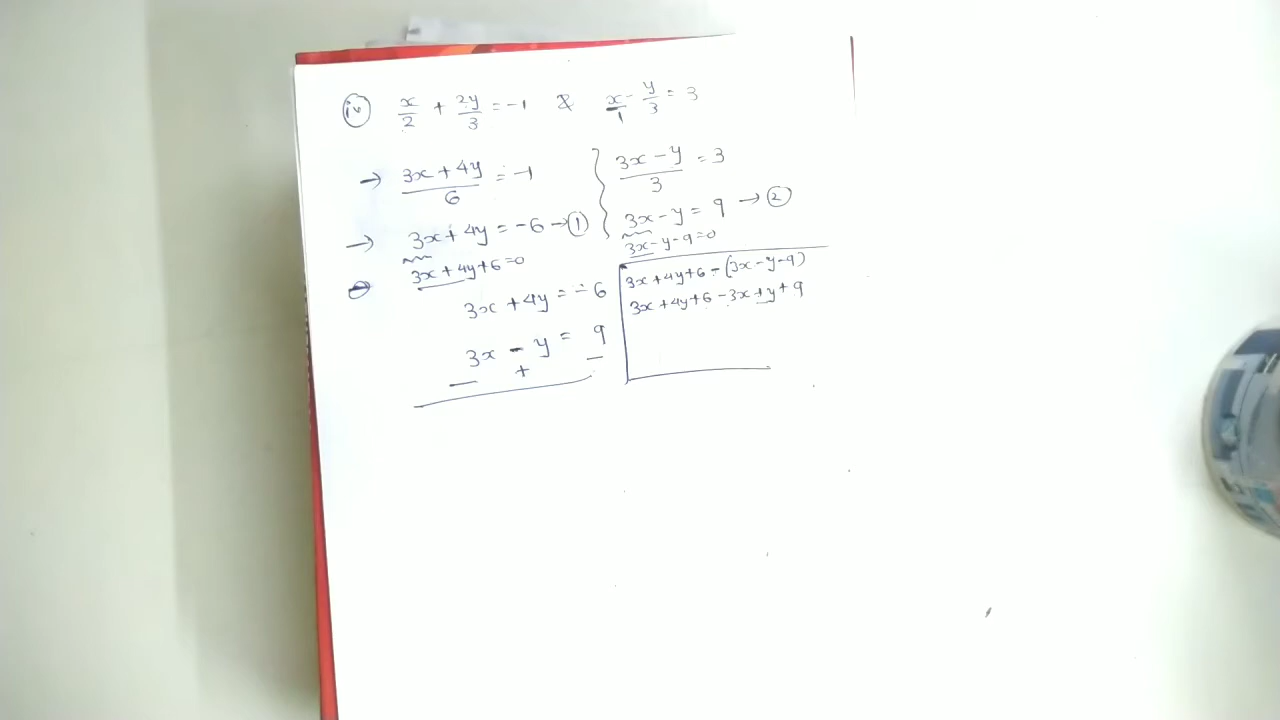 (iv) x/2 + 2y/3 = -1 & x/1 - y/3 = 3
→ (3x + 4y)/6 = -1
→ 3x + 4y = -6 → (1)
3x + 4y + 6 = 0
(3x - y)/3 = 3
3x - y = 9 → (2)
3x - y - 9 = 0
3x + 4y = -6
3x - y = 9
- + -
3x + 4y + 6 - (3x - y - 9)
3x + 4y + 6 - 3x + y + 9